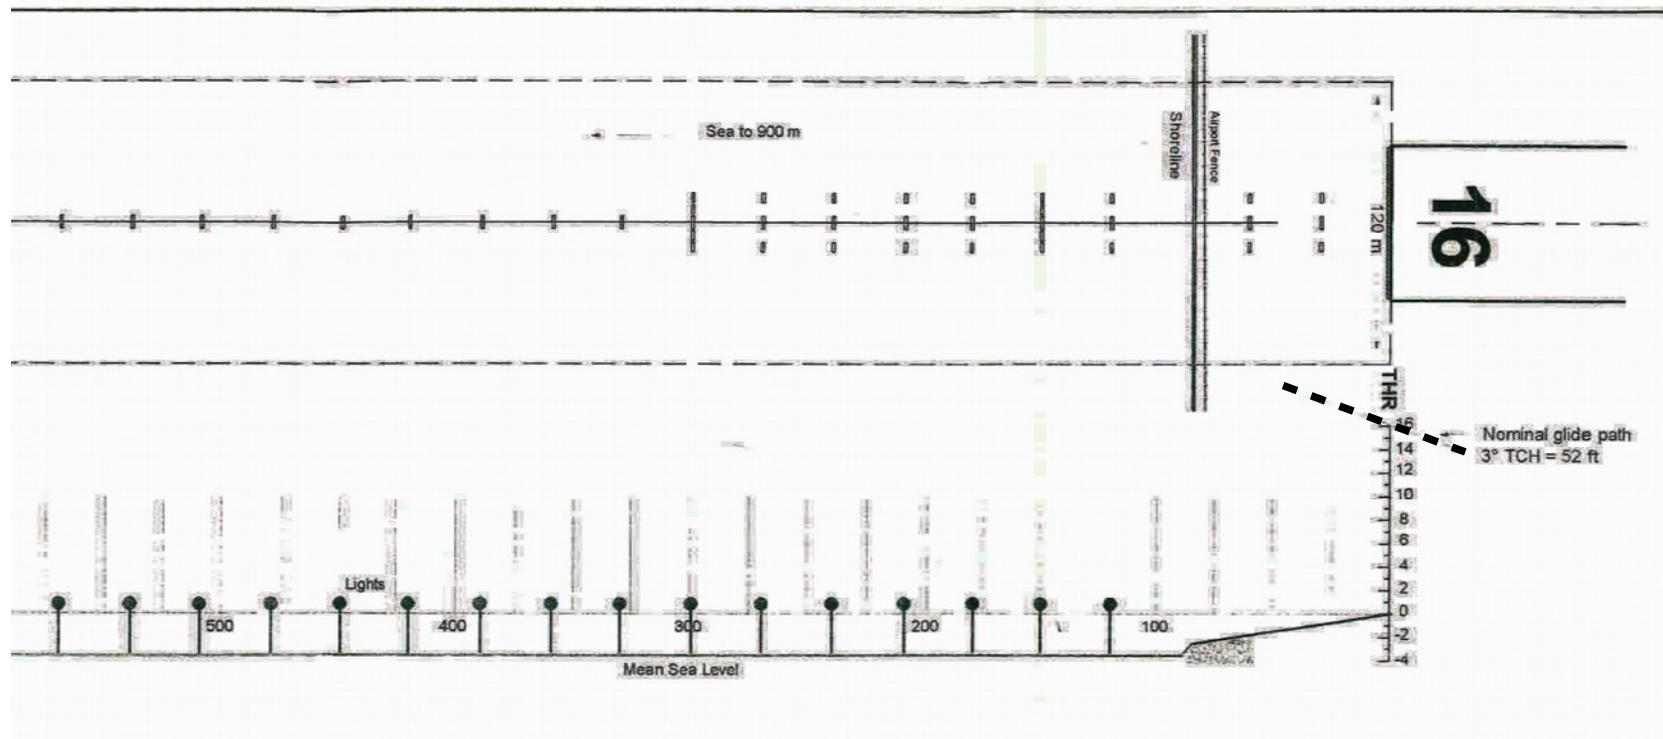 Sea to 900 m
Shoreline
Airport Fence
120 m
16
THR
16
14
12
10
8
6
4
2
0
-2
-4
Nominal glide path
3° TCH = 52 ft
Lights
500
400
300
200
100
Mean Sea Level